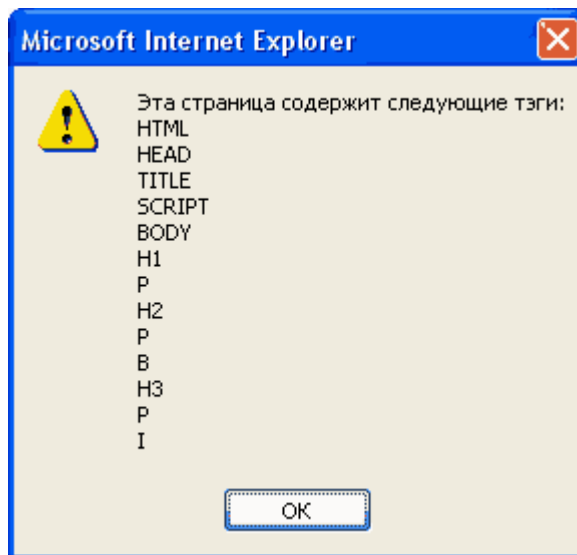 Microsoft Internet Explorer
Эта страница содержит следующие тэги:
HTML
HEAD
TITLE
SCRIPT
BODY
H1
P
H2
P
B
H3
P
I
OK